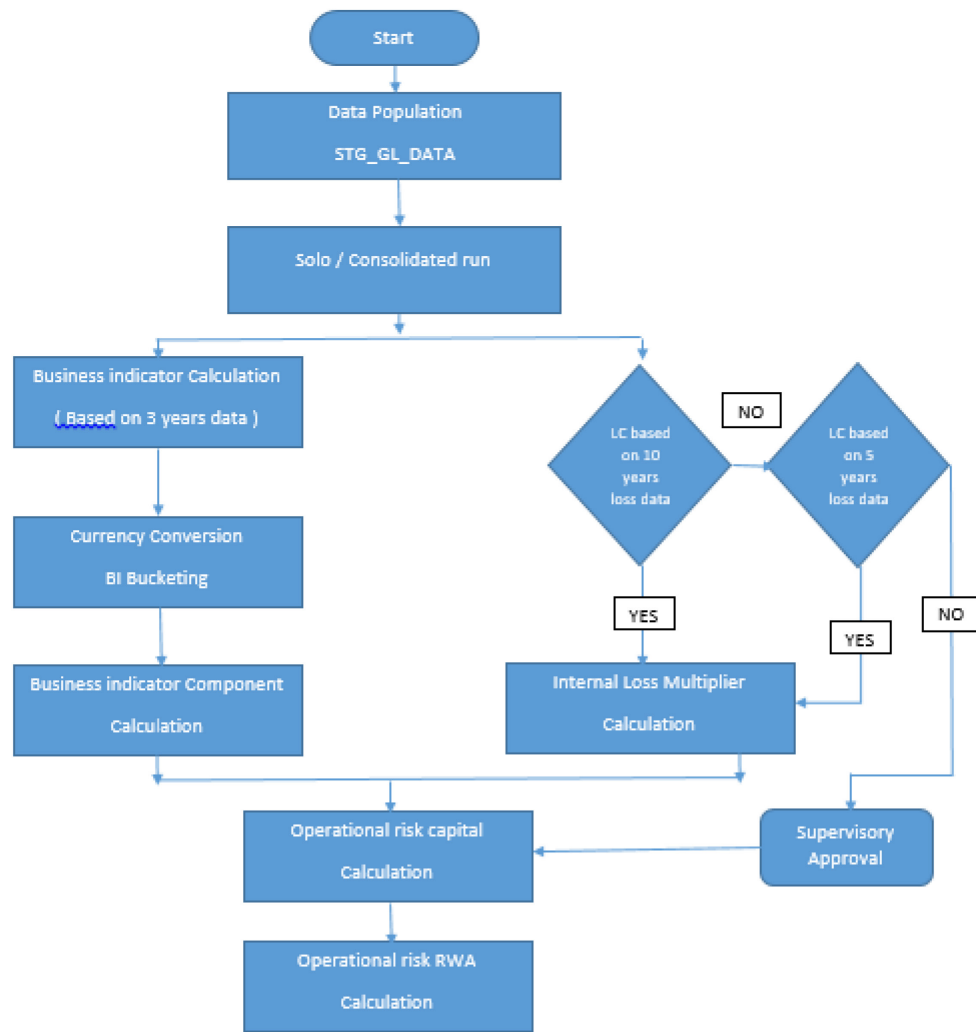 Start
Data Population
STG_GL_DATA
Solo / Consolidated run
Business indicator Calculation
( Based on 3 years data )
LC based
on 10
years
loss data
NO
LC based
on 5
years
loss data
Currency Conversion
BI Bucketing
YES
YES
NO
Business indicator Component
Calculation
Internal Loss Multiplier
Calculation
Operational risk capital
Calculation
Supervisory
Approval
Operational risk RWA
Calculation